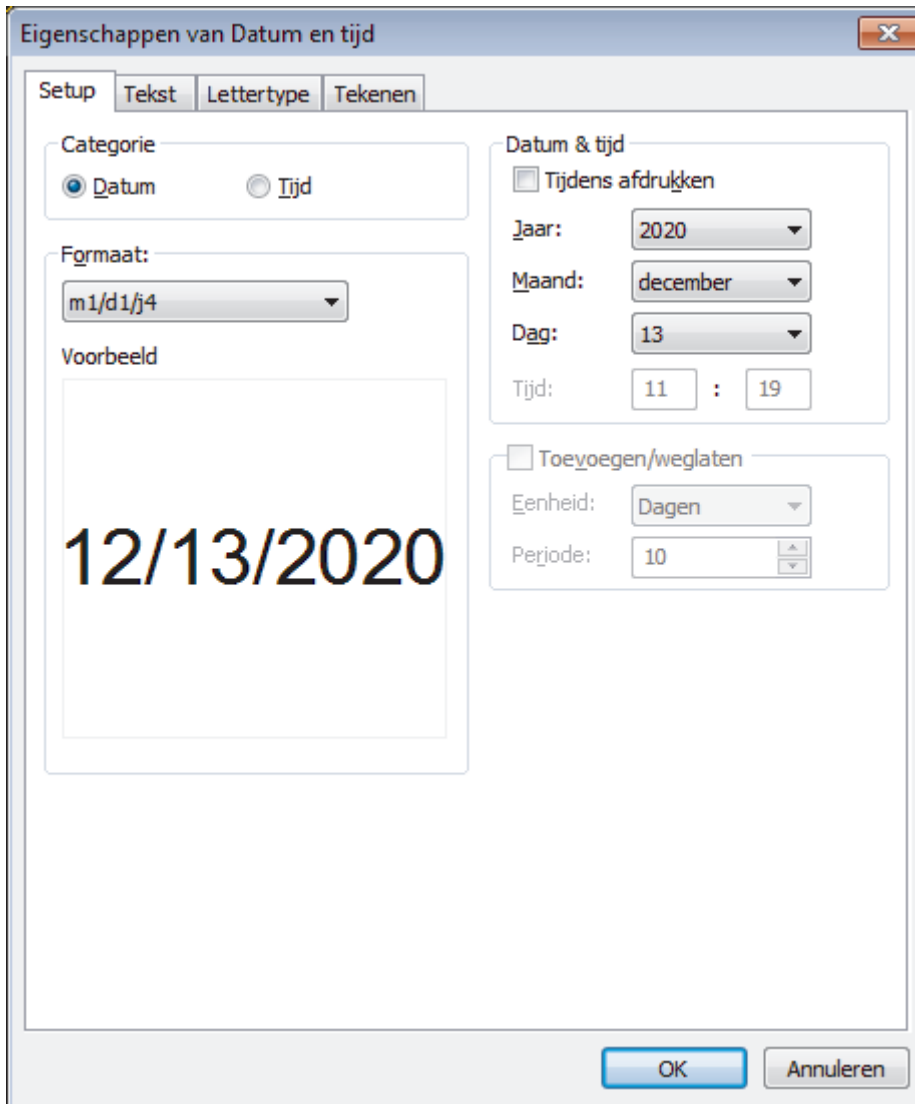 Eigenschappen van Datum en tijd
Setup
Tekst
Lettertype
Tekenen
Categorie
Datum
Tijd
Formaat:
m1/d1/j4
Voorbeeld
12/13/2020
Datum & tijd
Tijdens afdrukken
Jaar:
2020
Maand:
december
Dag:
13
Tijd:
11 : 19
Toevoegen/weglaten
Eenheid:
Dagen
Periode:
10
OK
Annuleren